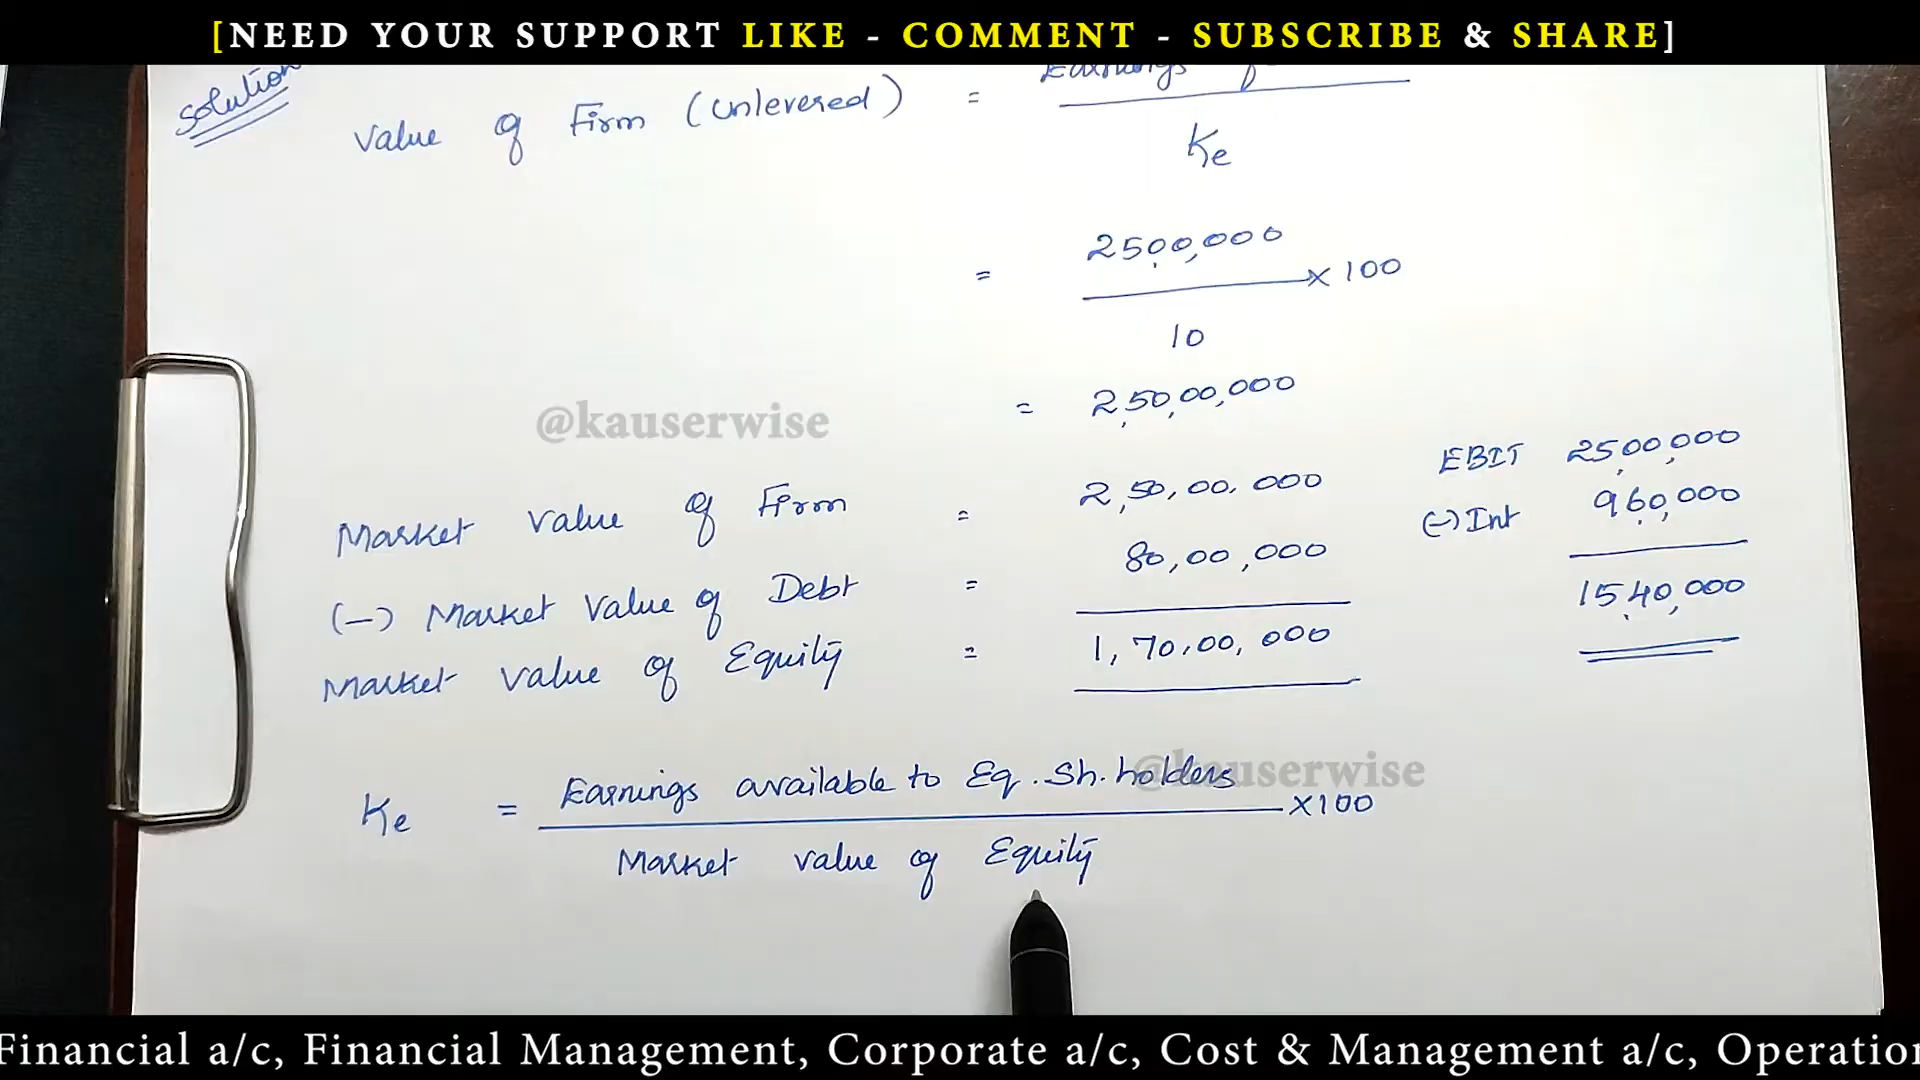 [NEED YOUR SUPPORT LIKE - COMMENT - SUBSCRIBE & SHARE]
Solution
Value of Firm (Unlevered) = Earnings
Ke
= 2500,000 × 100
10
= 2,50,00,000
@kauserwise
Market Value of Firm = 2,50,00,000
(-) Market Value of Debt = 80,00,000
Market Value of Equity = 1,70,00,000
EBIT 2500,000
(-) Int 960,000
1540,000
@kauserwise
Ke = Earnings available to Eq. Sh. holders ×100
Market Value of Equity
Financial a/c, Financial Management, Corporate a/c, Cost & Management a/c, Operation